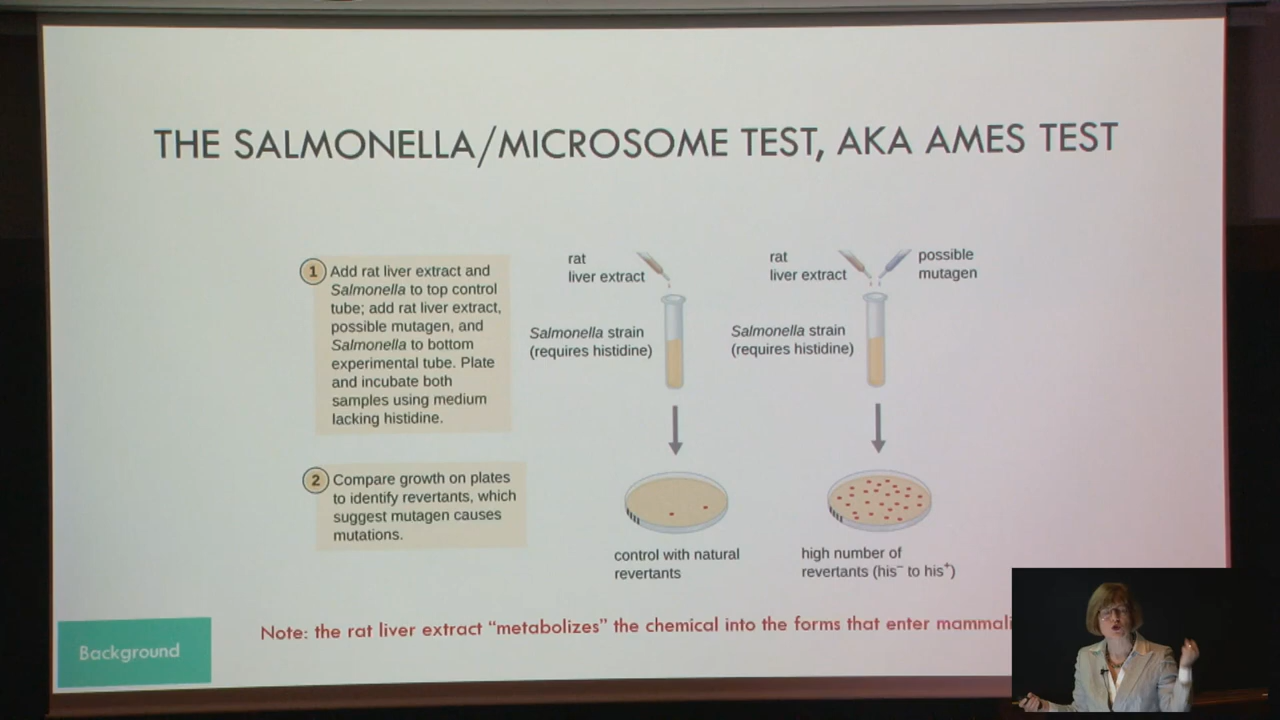 THE SALMONELLA/MICROSOME TEST, AKA AMES TEST
1 Add rat liver extract and
Salmonella to top control
tube; add rat liver extract,
possible mutagen, and
Salmonella to bottom
experimental tube. Plate
and incubate both
samples using medium
lacking histidine.
rat
liver extract
Salmonella strain
(requires histidine)
rat
liver extract
possible
mutagen
Salmonella strain
(requires histidine)
2 Compare growth on plates
to identify revertants, which
suggest mutagen causes
mutations.
control with natural
revertants
high number of
revertants (his⁻ to his⁺)
Note: the rat liver extract “metabolizes” the chemical into the forms that enter
Background